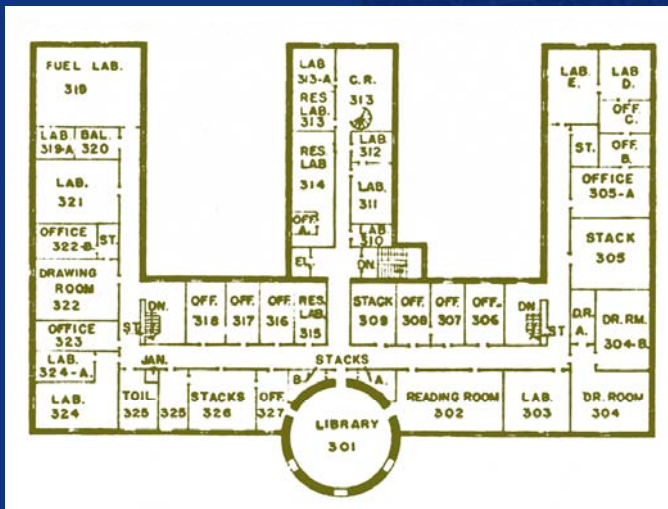 FUEL LAB.
319
LAB.
319-A
BAL.
320
LAB.
321
OFFICE
322-B.
ST.
DRAWING
ROOM
322
OFFICE
323
LAB.
324-A.
LAB.
324
LAB
313-A
RES.
LAB.
313
C.R.
313
RES.
LAB
314
OFF.
A.
LAB
312
LAB.
311
LAB
310
EL.
DN.
LAB.
E.
LAB
D.
OFF.
C.
ST.
OFF.
B.
OFFICE
305-A
STACK
305
D.R.
A.
DR. RM.
304-B.
DR. ROOM
304
ST.
DN.
OFF.
318
OFF.
317
OFF.
316
RES.
LAB.
315
STACK
309
OFF.
308
OFF.
307
OFF.
306
DN.
ST.
JAN.
STACKS
TOIL.
325
325
STACKS
326
OFF.
327
B.
A.
LIBRARY
301
READING ROOM
302
LAB.
303